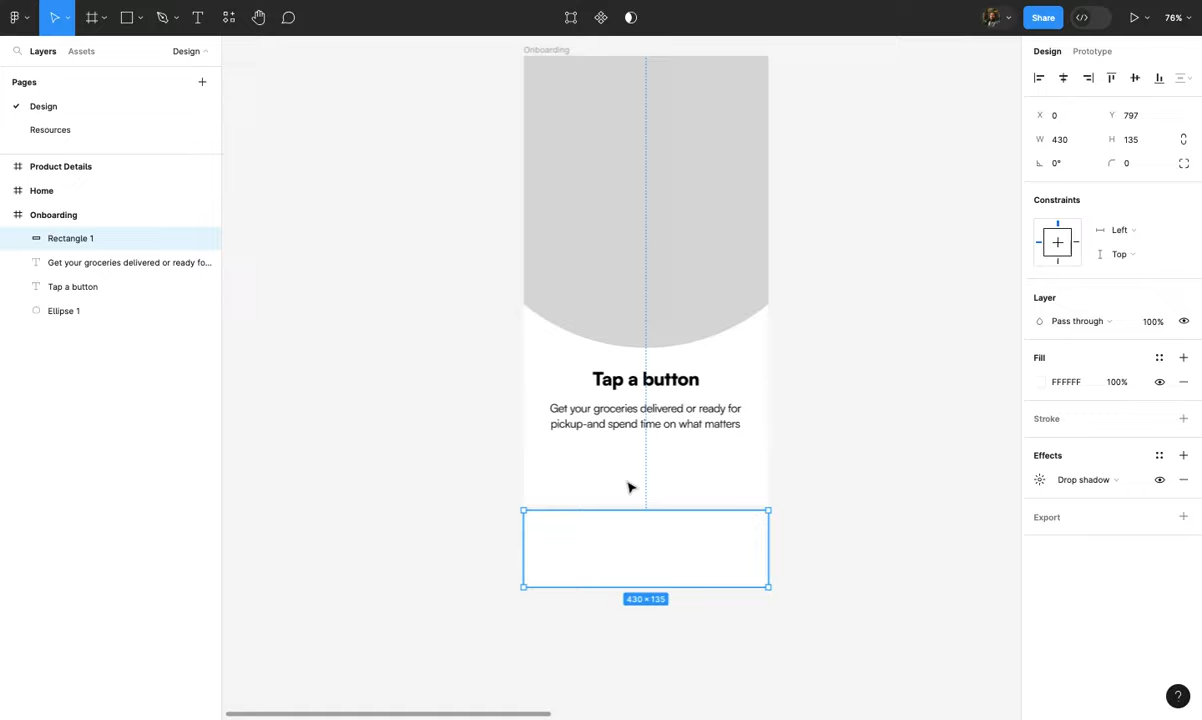 Share
76%
Layers
Assets
Design
Pages
Design
Resources
Product Details
Home
Onboarding
Rectangle 1
Get your groceries delivered or ready fo...
Tap a button
Ellipse 1
Onboarding
Tap a button
Get your groceries delivered or ready for
pickup-and spend time on what matters
430 × 135
Design
Prototype
X 0
Y 797
W 430
H 135
0°
0
Constraints
Left
Top
Layer
Pass through
100%
Fill
FFFFFF
100%
Stroke
Effects
Drop shadow
Export
?